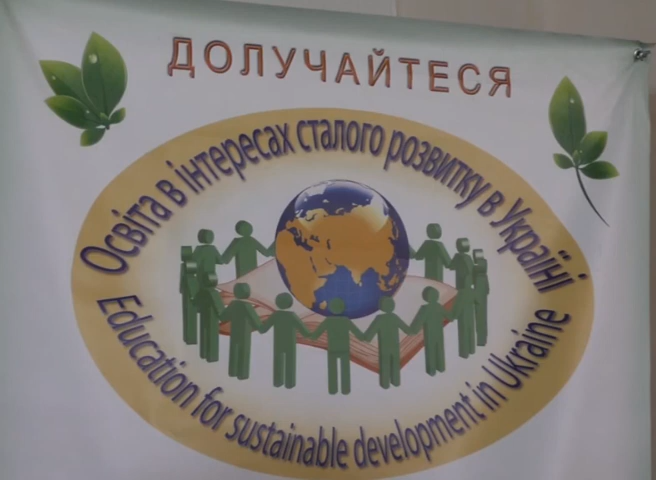 ДОЛУЧАЙТЕСЯ
Освіта в інтересах сталого розвитку в Україні
Education for sustainable development in Ukraine